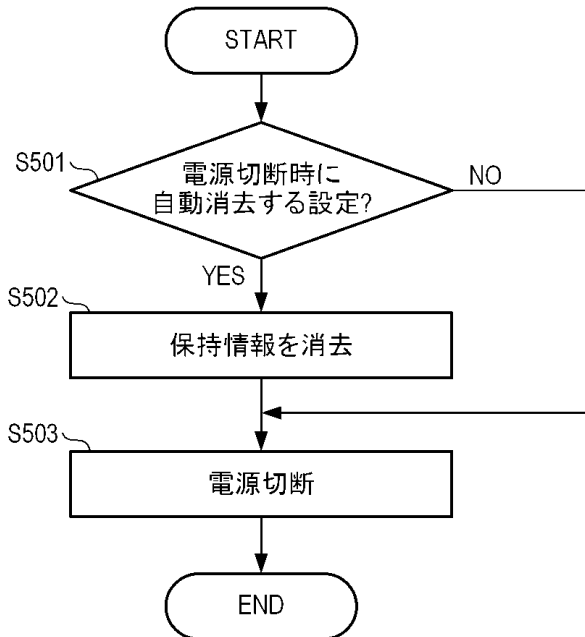 START
S501
電源切断時に
自動消去する設定?
NO
YES
S502
保持情報を消去
S503
電源切断
END